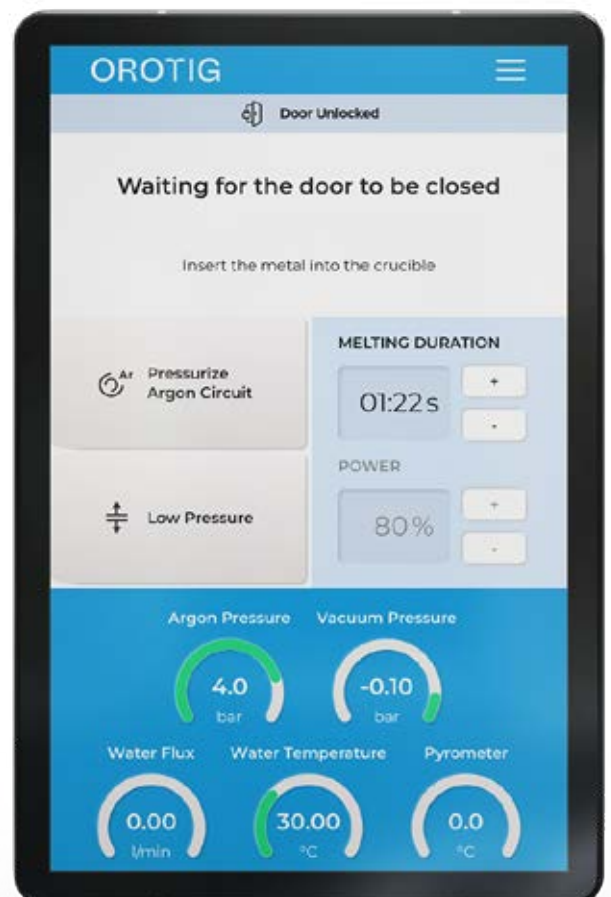 OROTIG
Door Unlocked
Waiting for the door to be closed
Insert the metal into the crucible
Ar
Pressurize
Argon Circuit
Low Pressure
MELTING DURATION
01:22 s
+
-
POWER
80%
+
-
Argon Pressure
4.0
bar
Vacuum Pressure
-0.10
bar
Water Flux
0.00
l/min
Water Temperature
30.00
°C
Pyrometer
0.0
°C